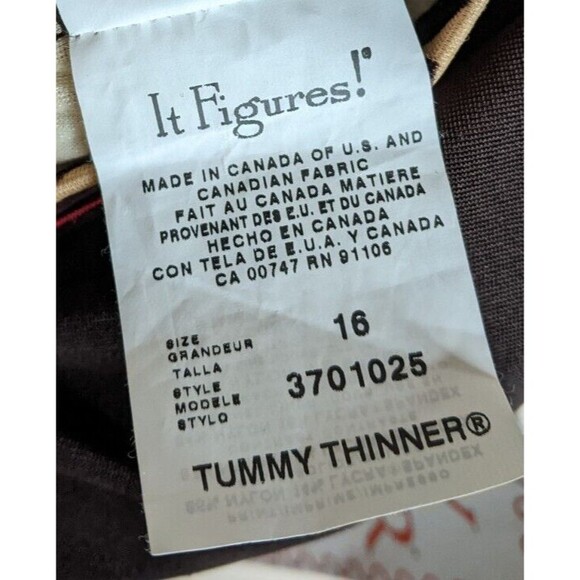 It Figures!®
MADE IN CANADA OF U.S. AND
CANADIAN FABRIC
FAIT AU CANADA MATIERE
PROVENANT DES E.U. ET DU CANADA
HECHO EN CANADA
CON TELA DE E.U.A. Y CANADA
CA 00747 RN 91106
SIZE
GRANDEUR 16
TALLA
STYLE
MODELE 3701025
STYLO
TUMMY THINNER®